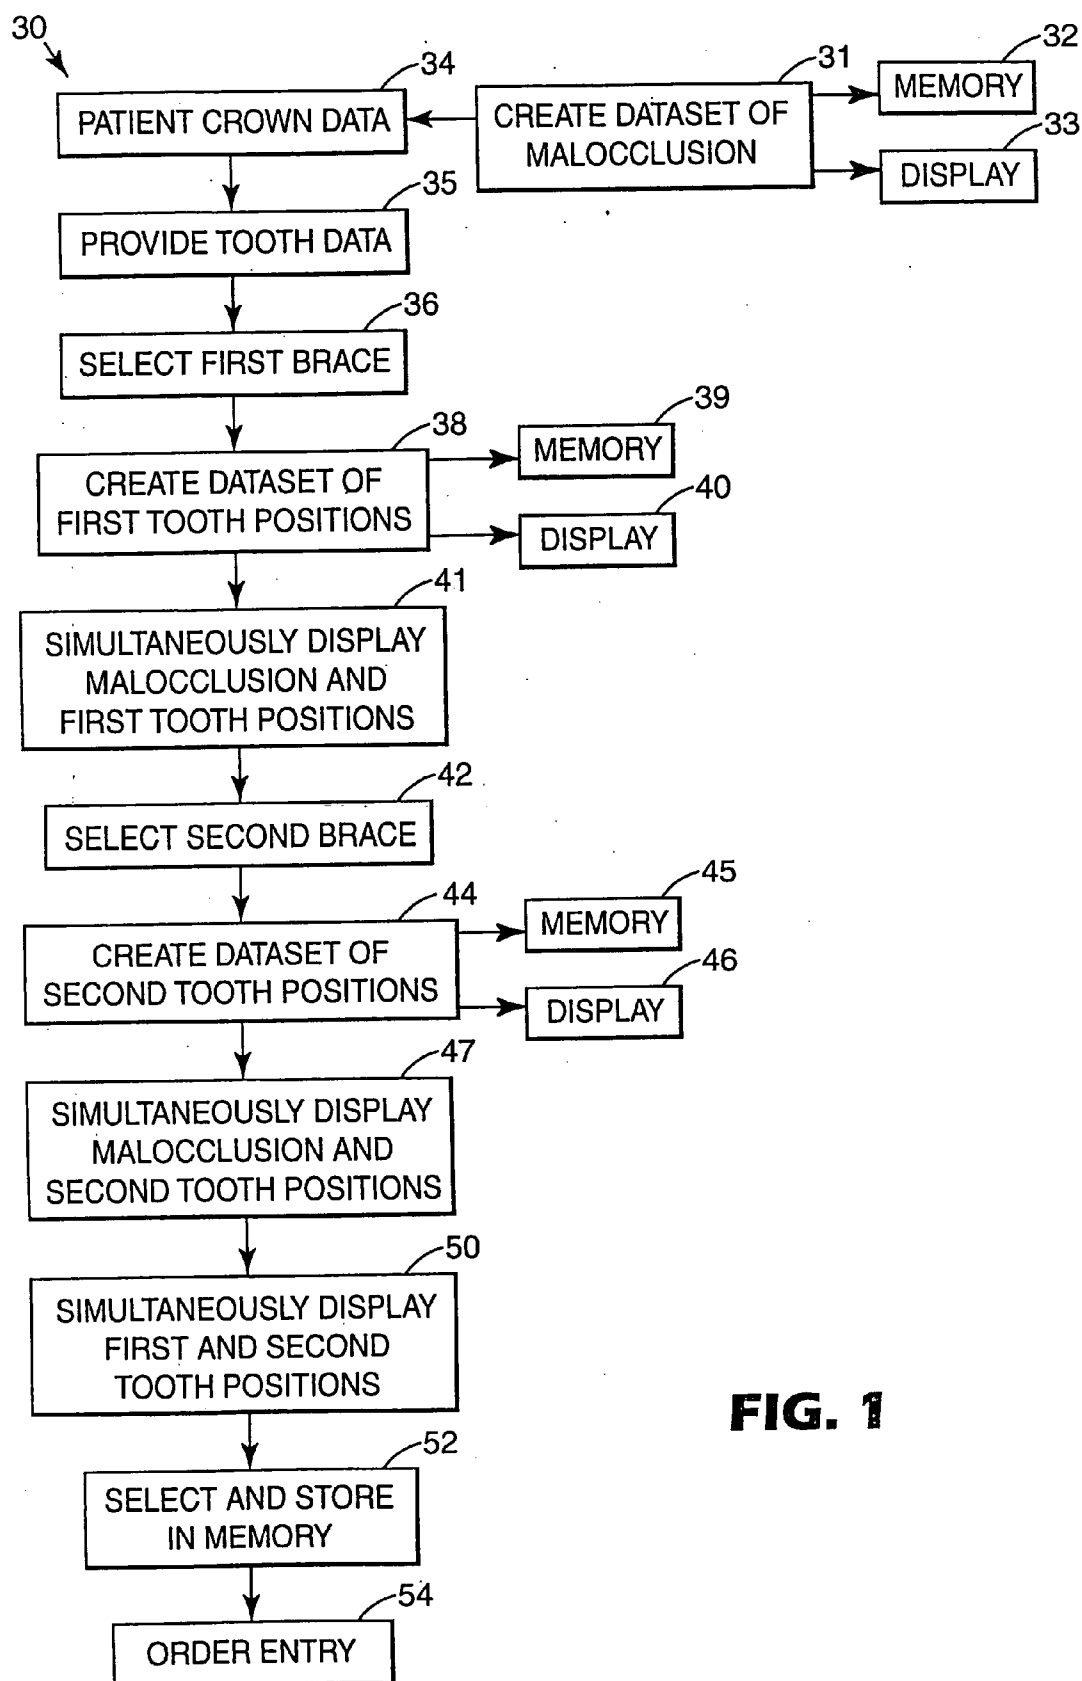 30
34
PATIENT CROWN DATA
31
CREATE DATASET OF
MALOCCLUSION
32
MEMORY
33
DISPLAY
35
PROVIDE TOOTH DATA
36
SELECT FIRST BRACE
38
CREATE DATASET OF
FIRST TOOTH POSITIONS
39
MEMORY
40
DISPLAY
41
SIMULTANEOUSLY DISPLAY
MALOCCLUSION AND
FIRST TOOTH POSITIONS
42
SELECT SECOND BRACE
44
CREATE DATASET OF
SECOND TOOTH POSITIONS
45
MEMORY
46
DISPLAY
47
SIMULTANEOUSLY DISPLAY
MALOCCLUSION AND
SECOND TOOTH POSITIONS
50
SIMULTANEOUSLY DISPLAY
FIRST AND SECOND
TOOTH POSITIONS
52
SELECT AND STORE
IN MEMORY
54
ORDER ENTRY
FIG. 1